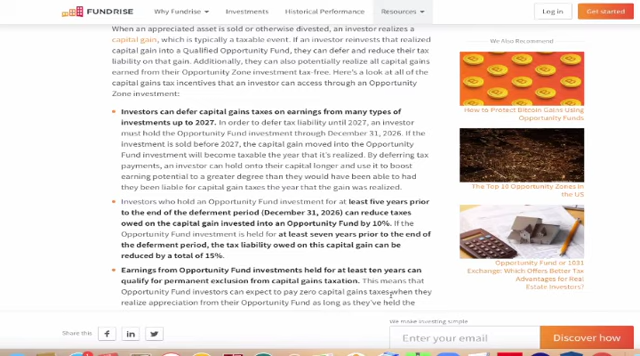 FUNDRISE
Why Fundrise
Investments
Historical Performance
Resources
Log in
Get started
When an appreciated asset is sold or otherwise divested, an investor realizes a
capital gain, which is typically a taxable event. If an investor reinvests that realized
capital gain into a Qualified Opportunity Fund, they can defer and reduce their tax
liability on that gain. Additionally, they can also potentially realize all capital gains
earned from their Opportunity Zone investment tax-free. Here's a look at all of the
capital gains tax incentives that an investor can access through an Opportunity
Zone investment:
Investors can defer capital gains taxes on earnings from many types of
investments up to 2027. In order to defer tax liability until 2027, an investor
must hold the Opportunity Fund investment through December 31, 2026. If the
investment is sold before 2027, the capital gain moved into the Opportunity
Fund investment will become taxable the year that it's realized. By deferring tax
payments, an investor can hold onto their capital longer and use it to boost
earning potential to a greater degree than they would have been able to had
they been liable for capital gain taxes the year that the gain was realized.
Investors who hold an Opportunity Fund investment for at least five years prior
to the end of the deferment period (December 31, 2026) can reduce taxes
owed on the capital gain invested into an Opportunity Fund by 10%. If the
Opportunity Fund investment is held for at least seven years prior to the end of
the deferment period, the tax liability owed on this capital gain can be
reduced by a total of 15%.
Earnings from Opportunity Fund investments held for at least ten years can
qualify for permanent exclusion from capital gains taxation. This means that
Opportunity Fund investors can expect to pay zero capital gains taxes when they
realize appreciation from their Opportunity Fund as long as they've held the
We Also Recommend
How to Protect Bitcoin Gains Using
Opportunity Funds
The Top 10 Opportunity Zones in
the US
Opportunity Fund or 1031
Exchange: Which Offers Better Tax
Advantages for Real
Estate Investors?
Share this
We make investing simple
Enter your email
Discover how